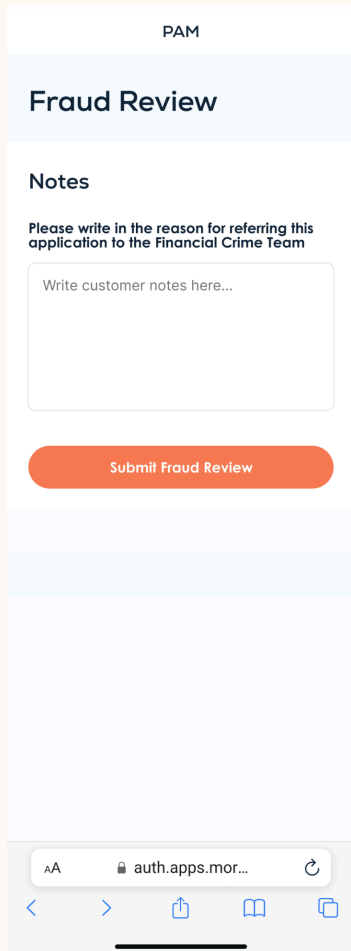 PAM
Fraud Review
Notes
Please write in the reason for referring this
application to the Financial Crime Team
Write customer notes here...
Submit Fraud Review
AA
auth.apps.mor...